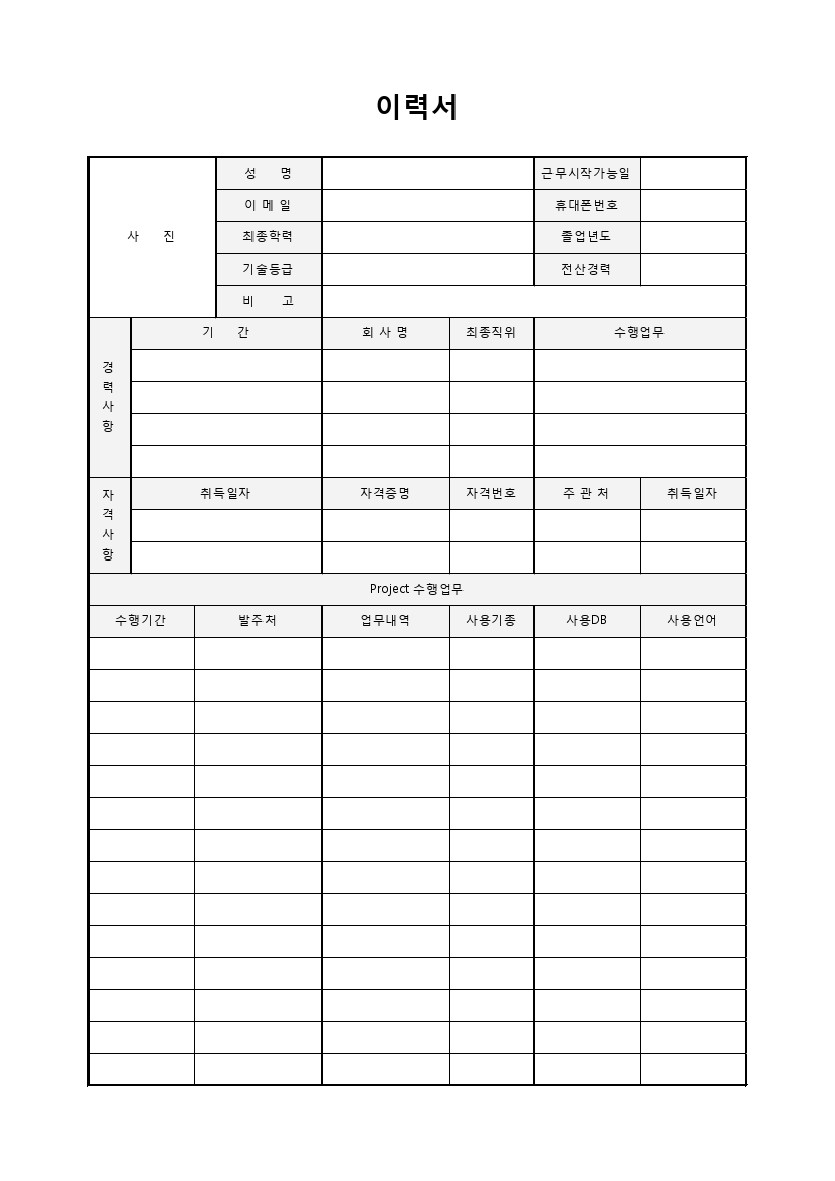 이력서
성 명 근무시작가능일
이 메 일 휴대폰번호
사 진 최종학력 졸업년도
기술등급 전산경력
비 고
경력사항 기 간 회 사 명 최종직위 수행업무
자격사항 취득일자 자격증명 자격번호 주 관 처 취득일자
Project 수행업무
수행기간 발주처 업무내역 사용기종 사용DB 사용언어